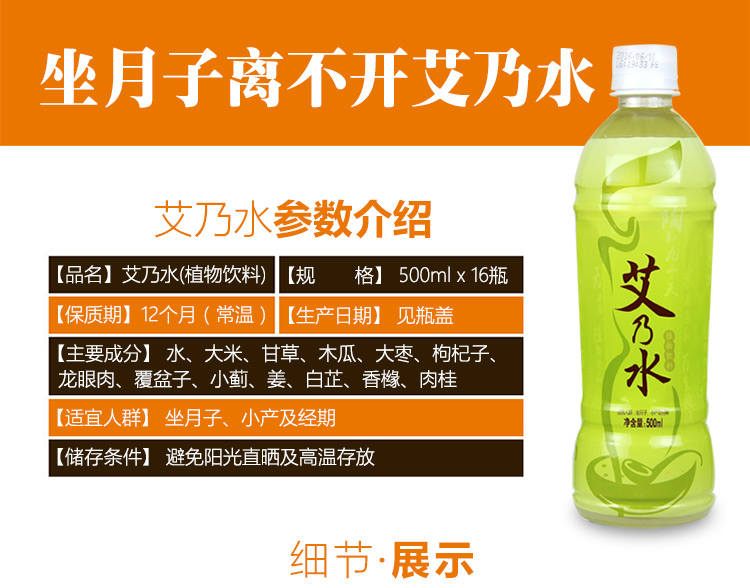 坐月子离不开艾乃水
艾乃水参数介绍
【品名】艾乃水(植物饮料)
【规 格】 500ml x 16瓶
【保质期】12个月（常温）
【生产日期】 见瓶盖
【主要成分】 水、大米、甘草、木瓜、大枣、枸杞子、
龙眼肉、覆盆子、小蓟、姜、白芷、香橼、肉桂
【适宜人群】 坐月子、小产及经期
【储存条件】 避免阳光直晒及高温存放
艾乃水
净含量:500ml
细节·展示